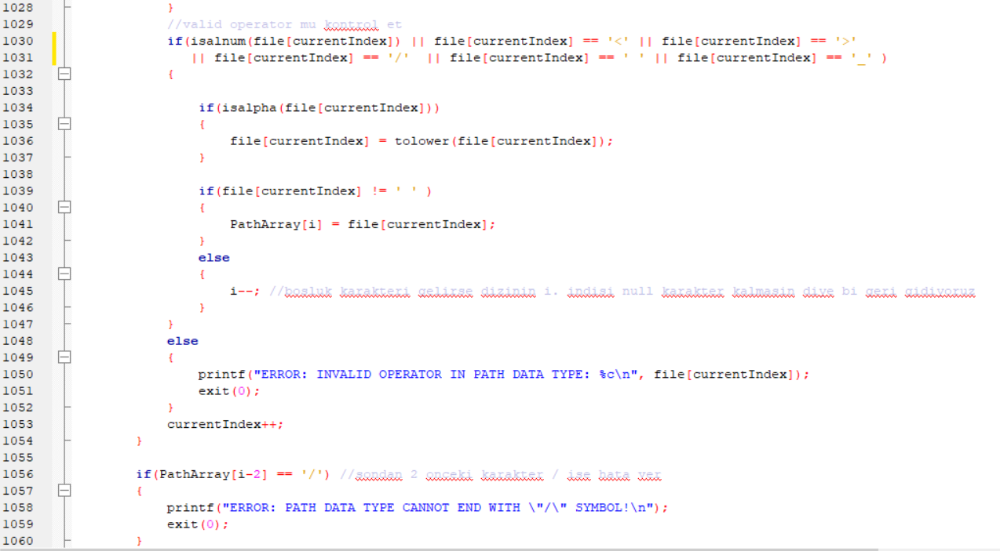 1028 }
1029 //valid operator mu kontrol et
1030 if(isalnum(file[currentIndex]) || file[currentIndex] == '<' || file[currentIndex] == '>'
1031 || file[currentIndex] == '/'  || file[currentIndex] == ' ' || file[currentIndex] == '_' )
1032 {
1033
1034 if(isalpha(file[currentIndex]))
1035 {
1036 file[currentIndex] = tolower(file[currentIndex]);
1037 }
1038
1039 if(file[currentIndex] != ' ' )
1040 {
1041 PathArray[i] = file[currentIndex];
1042 }
1043 else
1044 {
1045 i--; //bosluk karakteri gelirse dizinin i. indisi null karakter kalmasin diye bi geri gidiyoruz
1046 }
1047 }
1048 else
1049 {
1050 printf("ERROR: INVALID OPERATOR IN PATH DATA TYPE: %c\n", file[currentIndex]);
1051 exit(0);
1052 }
1053 currentIndex++;
1054 }
1055
1056 if(PathArray[i-2] == '/') //sondan 2 onceki karakter / ise hata ver
1057 {
1058 printf("ERROR: PATH DATA TYPE CANNOT END WITH \"/\" SYMBOL!\n");
1059 exit(0);
1060 }